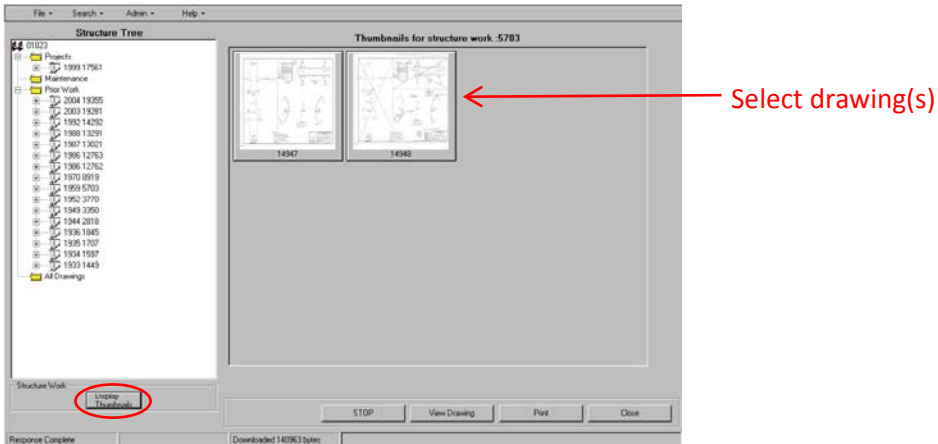 File Search Admin Help
Structure Tree
01823
Projects
1999 17561
Maintenance
Prior Work
2004 19355
2003 19281
1992 14292
1988 13291
1987 13021
1986 12763
1986 12762
1970 8919
1959 5703
1952 3770
1949 3350
1944 2818
1936 1845
1935 1707
1934 1597
1933 1449
All Drawings
Thumbnails for structure work :5703
14947 14948
Select drawing(s)
Structure Work
Display
Thumbnails
STOP View Drawing Print Close
Response Complete Downloaded 140963 bytes